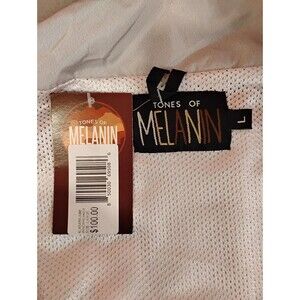 TONES OF
MELANIN
TONES OF
MELANIN
L
$100.00